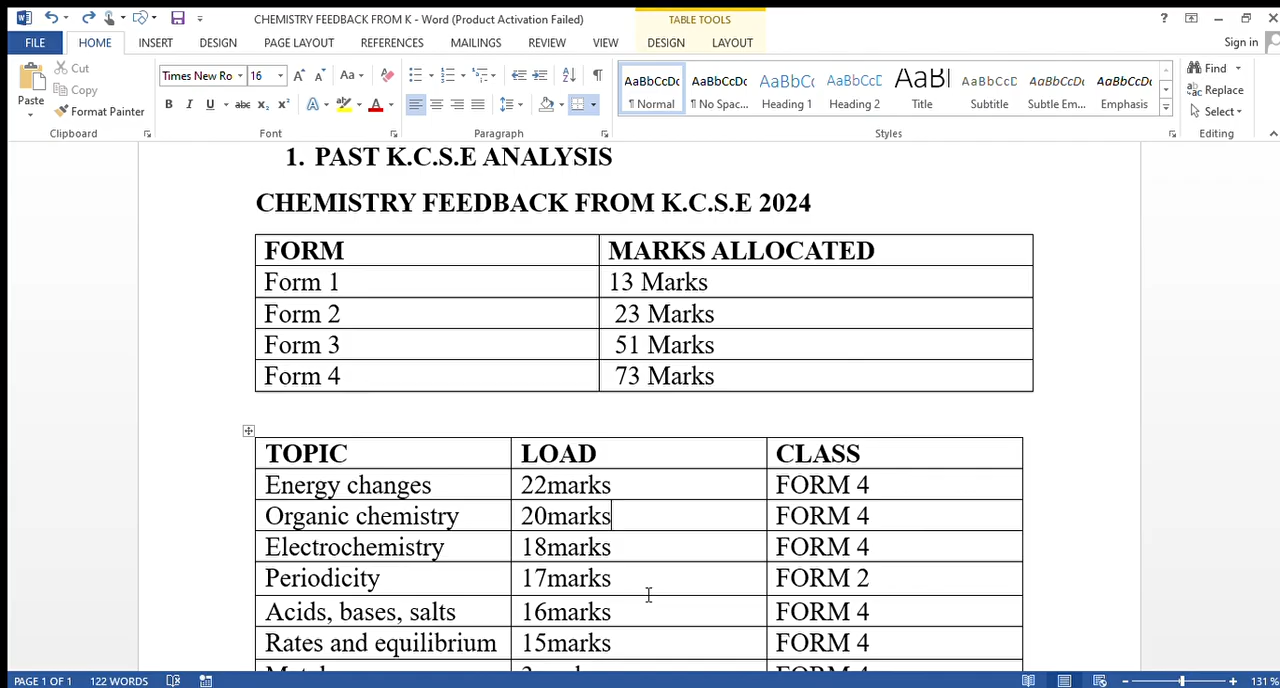 CHEMISTRY FEEDBACK FROM K - Word (Product Activation Failed)
TABLE TOOLS
?
FILE HOME INSERT DESIGN PAGE LAYOUT REFERENCES MAILINGS REVIEW VIEW DESIGN LAYOUT Sign in
Paste
Cut
Copy
Format Painter
Clipboard
Times New Ro 16
B I U abc x₂ x²
Font
Paragraph
AaBbCcDc AaBbCcDc AaBbCc AaBbCcD AaBl AaBbCcD AaBbCcDc AaBbCcDc
¶ Normal ¶ No Spac... Heading 1 Heading 2 Title Subtitle Subtle Em... Emphasis
Styles
Find
Replace
Select
Editing
1. PAST K.C.S.E ANALYSIS
CHEMISTRY FEEDBACK FROM K.C.S.E 2024
FORM MARKS ALLOCATED
Form 1 13 Marks
Form 2 23 Marks
Form 3 51 Marks
Form 4 73 Marks
TOPIC LOAD CLASS
Energy changes 22marks FORM 4
Organic chemistry 20marks FORM 4
Electrochemistry 18marks FORM 4
Periodicity 17marks FORM 2
Acids, bases, salts 16marks FORM 4
Rates and equilibrium 15marks FORM 4
FORM 4
PAGE 1 OF 1 122 WORDS 131%